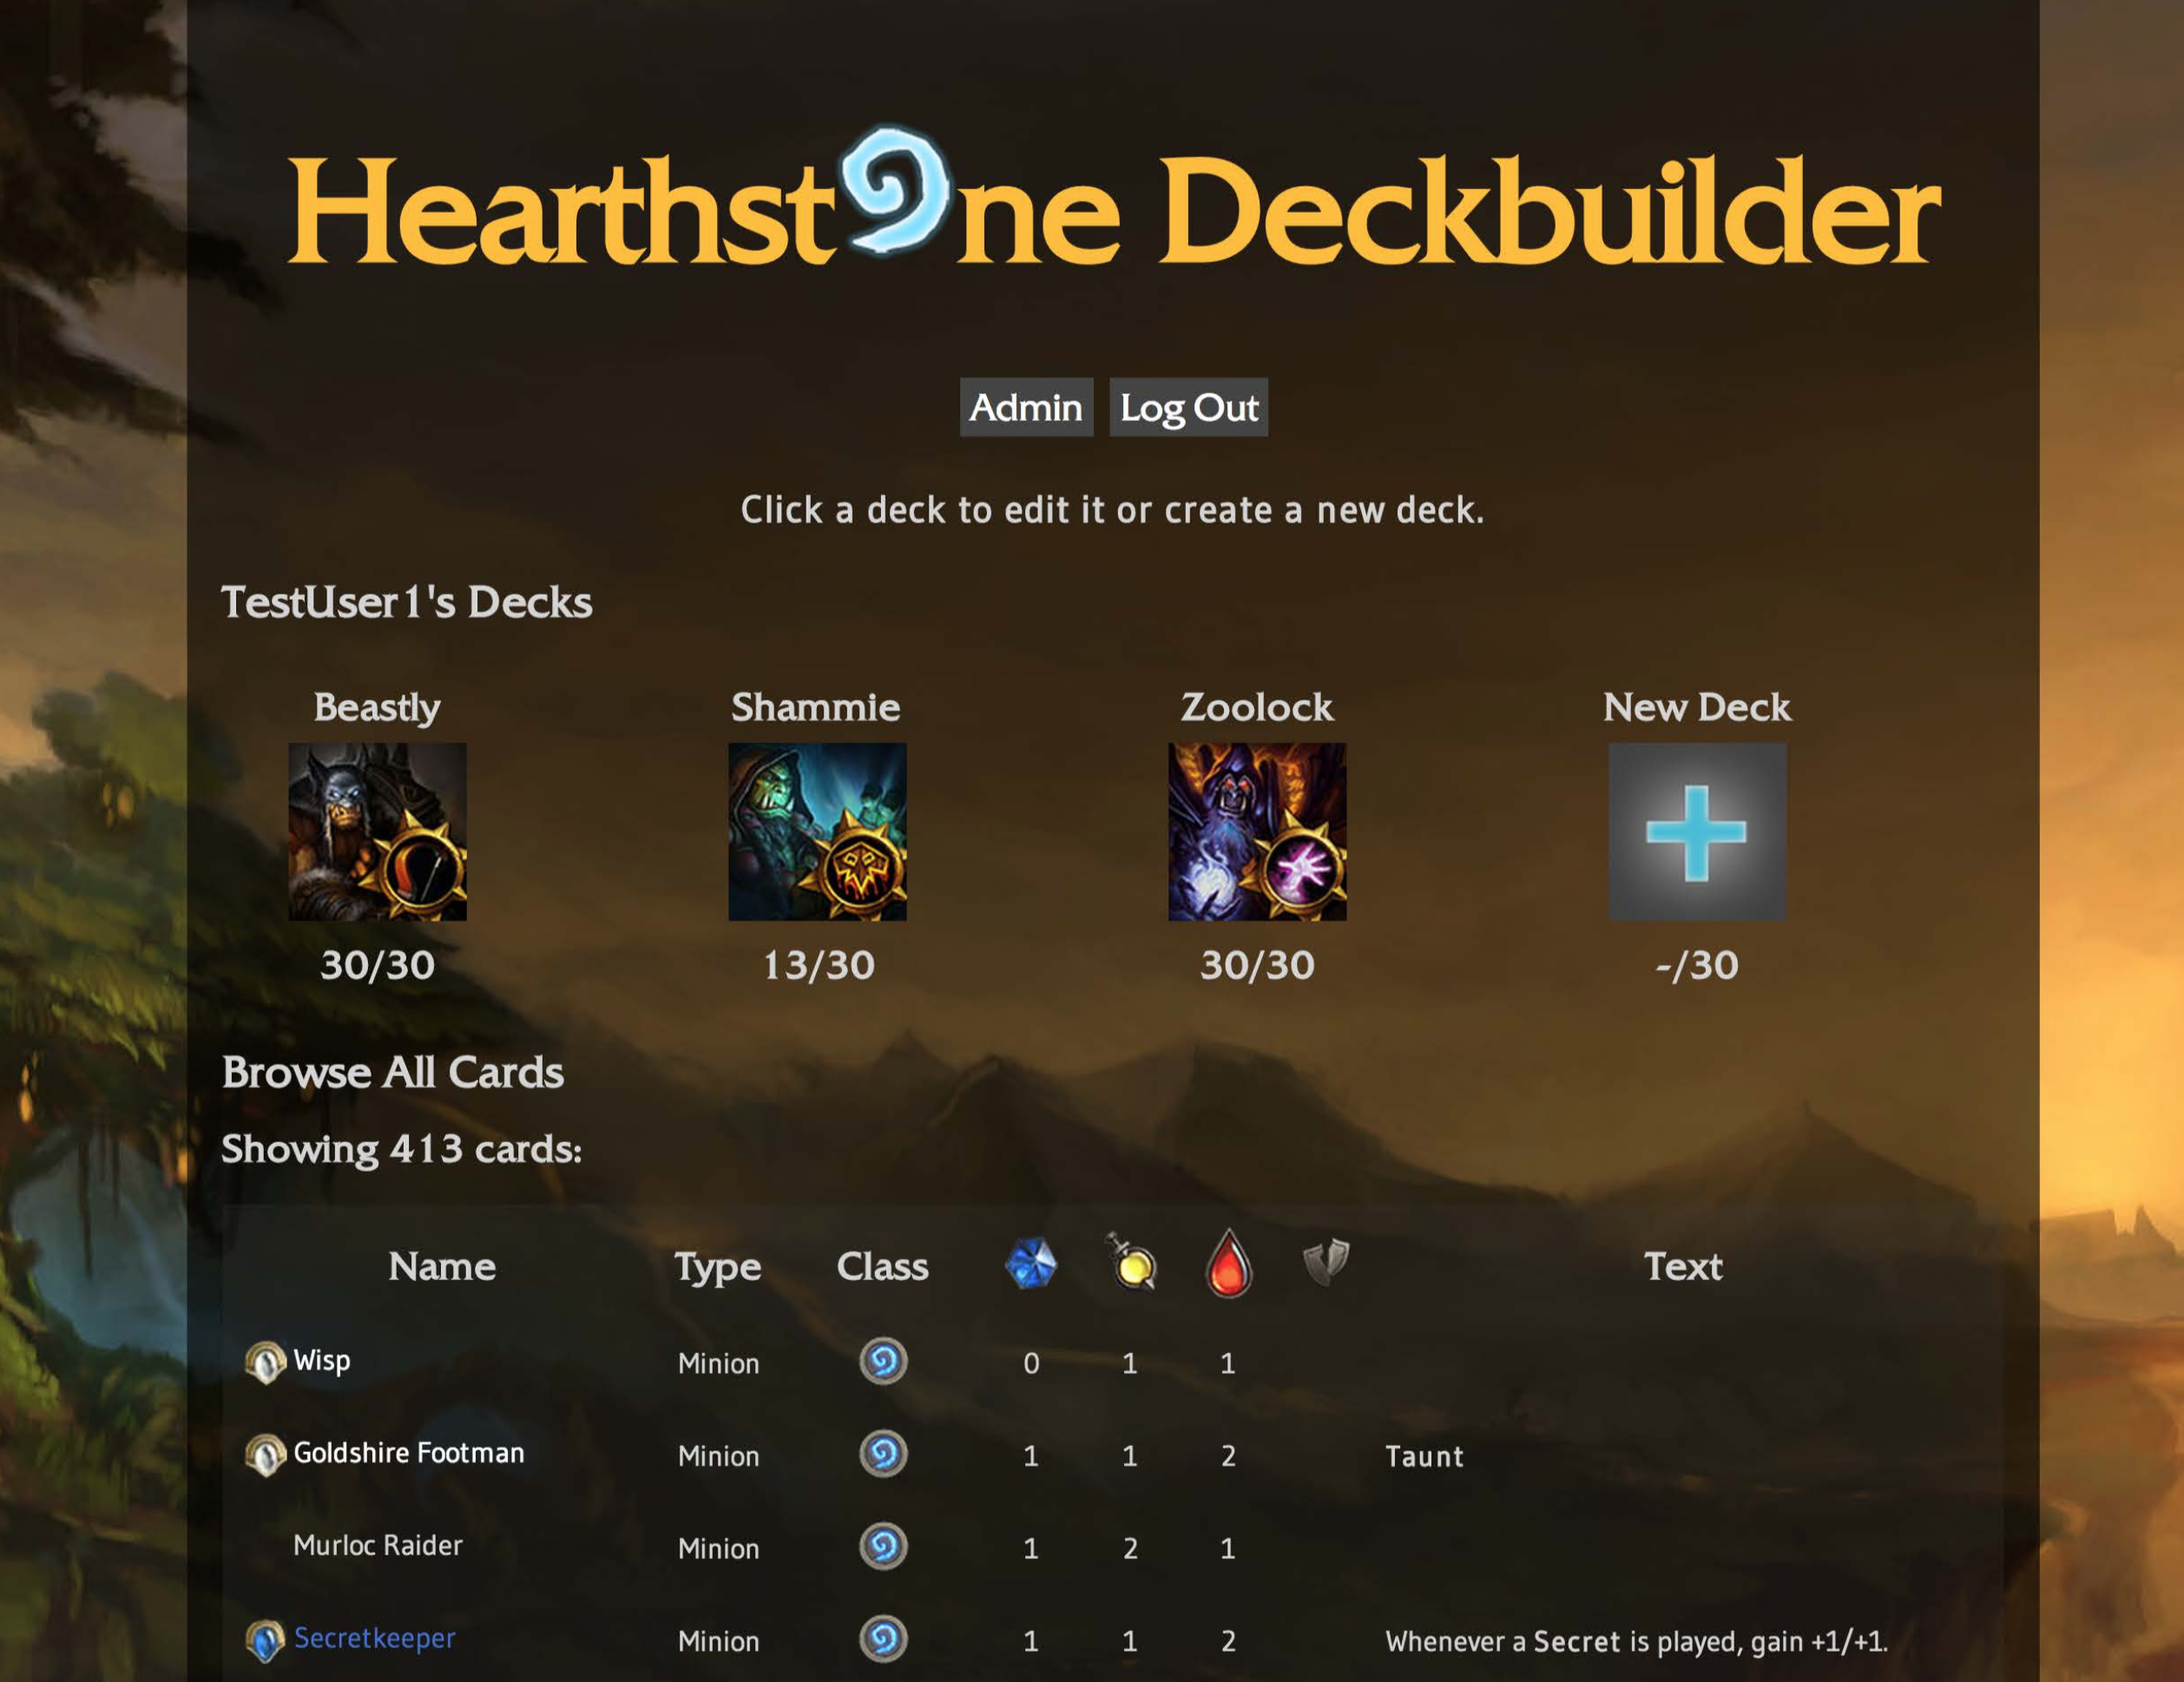 Hearthstone Deckbuilder
Admin Log Out
Click a deck to edit it or create a new deck.
TestUser1's Decks
Beastly Shammie Zoolock New Deck
30/30 13/30 30/30 -/30
Browse All Cards
Showing 413 cards:
Name Type Class Text
Wisp Minion 0 1 1
Goldshire Footman Minion 1 1 2 Taunt
Murloc Raider Minion 1 2 1
Secretkeeper Minion 1 1 2 Whenever a Secret is played, gain +1/+1.